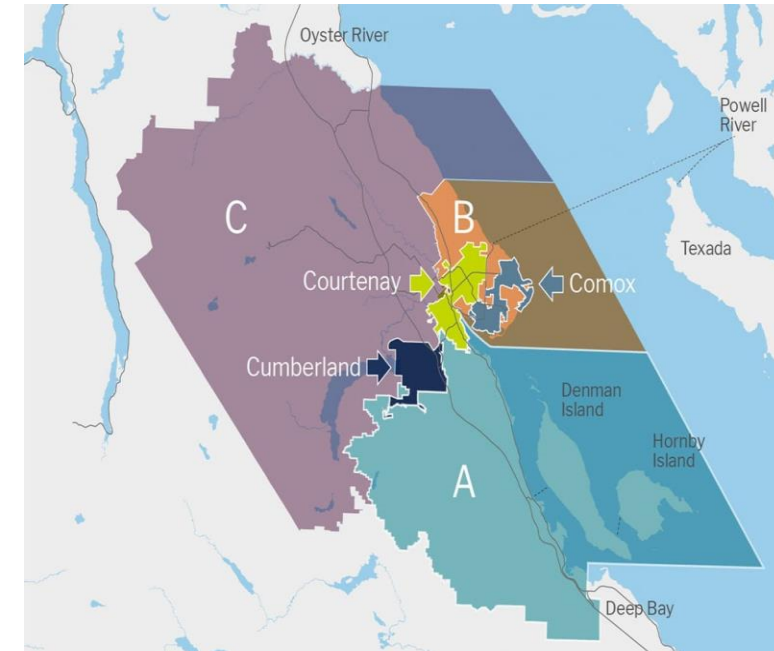 Oyster River
Powell
River
C
B
Texada
Courtenay
Comox
Cumberland
Denman
Island
Hornby
Island
A
Deep Bay